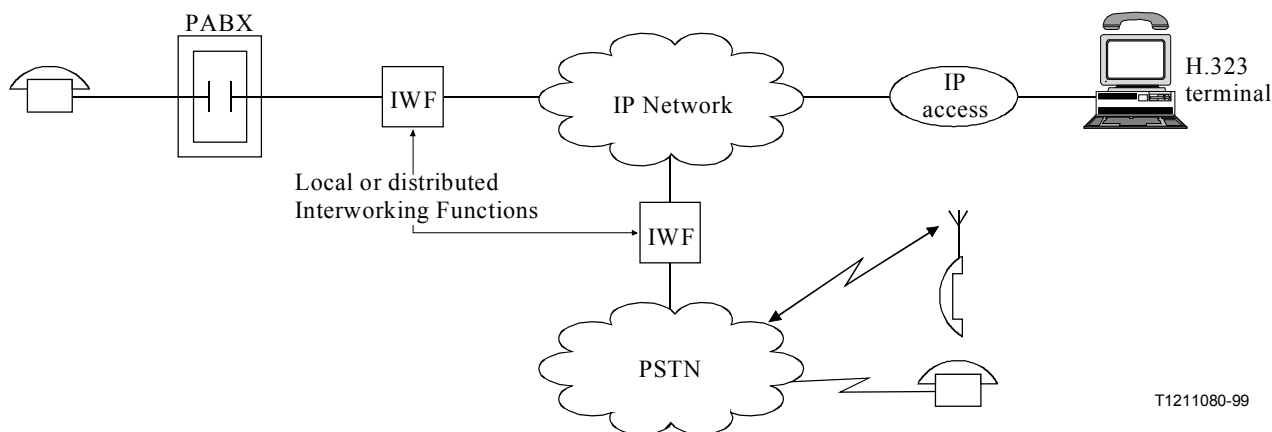 PABX
IWF
IP Network
IP
access
H.323
terminal
Local or distributed
Interworking Functions
IWF
PSTN
T1211080-99